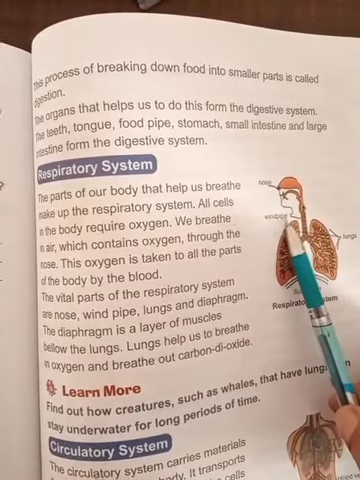 This process of breaking down food into smaller parts is called
digestion.
The organs that helps us to do this form the digestive system.
The teeth, tongue, food pipe, stomach, small intestine and large
intestine form the digestive system.
Respiratory System
The parts of our body that help us breathe
make up the respiratory system. All cells
in the body require oxygen. We breathe
in air, which contains oxygen, through the
nose. This oxygen is taken to all the parts
of the body by the blood.
The vital parts of the respiratory system
are nose, wind pipe, lungs and diaphragm.
The diaphragm is a layer of muscles
bellow the lungs. Lungs help us to breathe
in oxygen and breathe out carbon-di-oxide.
nose
windpipe
lungs
Learn More
Find out how creatures, such as whales, that have
stay underwater for long periods of time.
Circulatory System
The circulatory system carries materials
It transports
cells